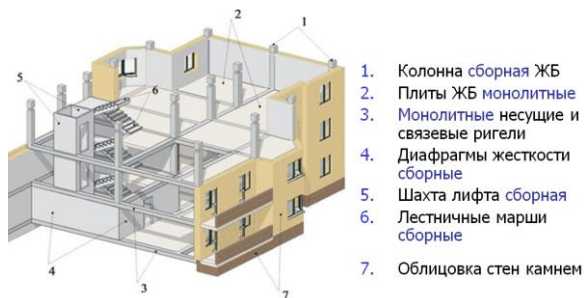 1
2
5
6
4
3
7
1. Колонна сборная ЖБ
2. Плиты ЖБ монолитные
3. Монолитные несущие и
связевые ригели
4. Диафрагмы жесткости
сборные
5. Шахта лифта сборная
6. Лестничные марши
сборные
7. Облицовка стен камнем